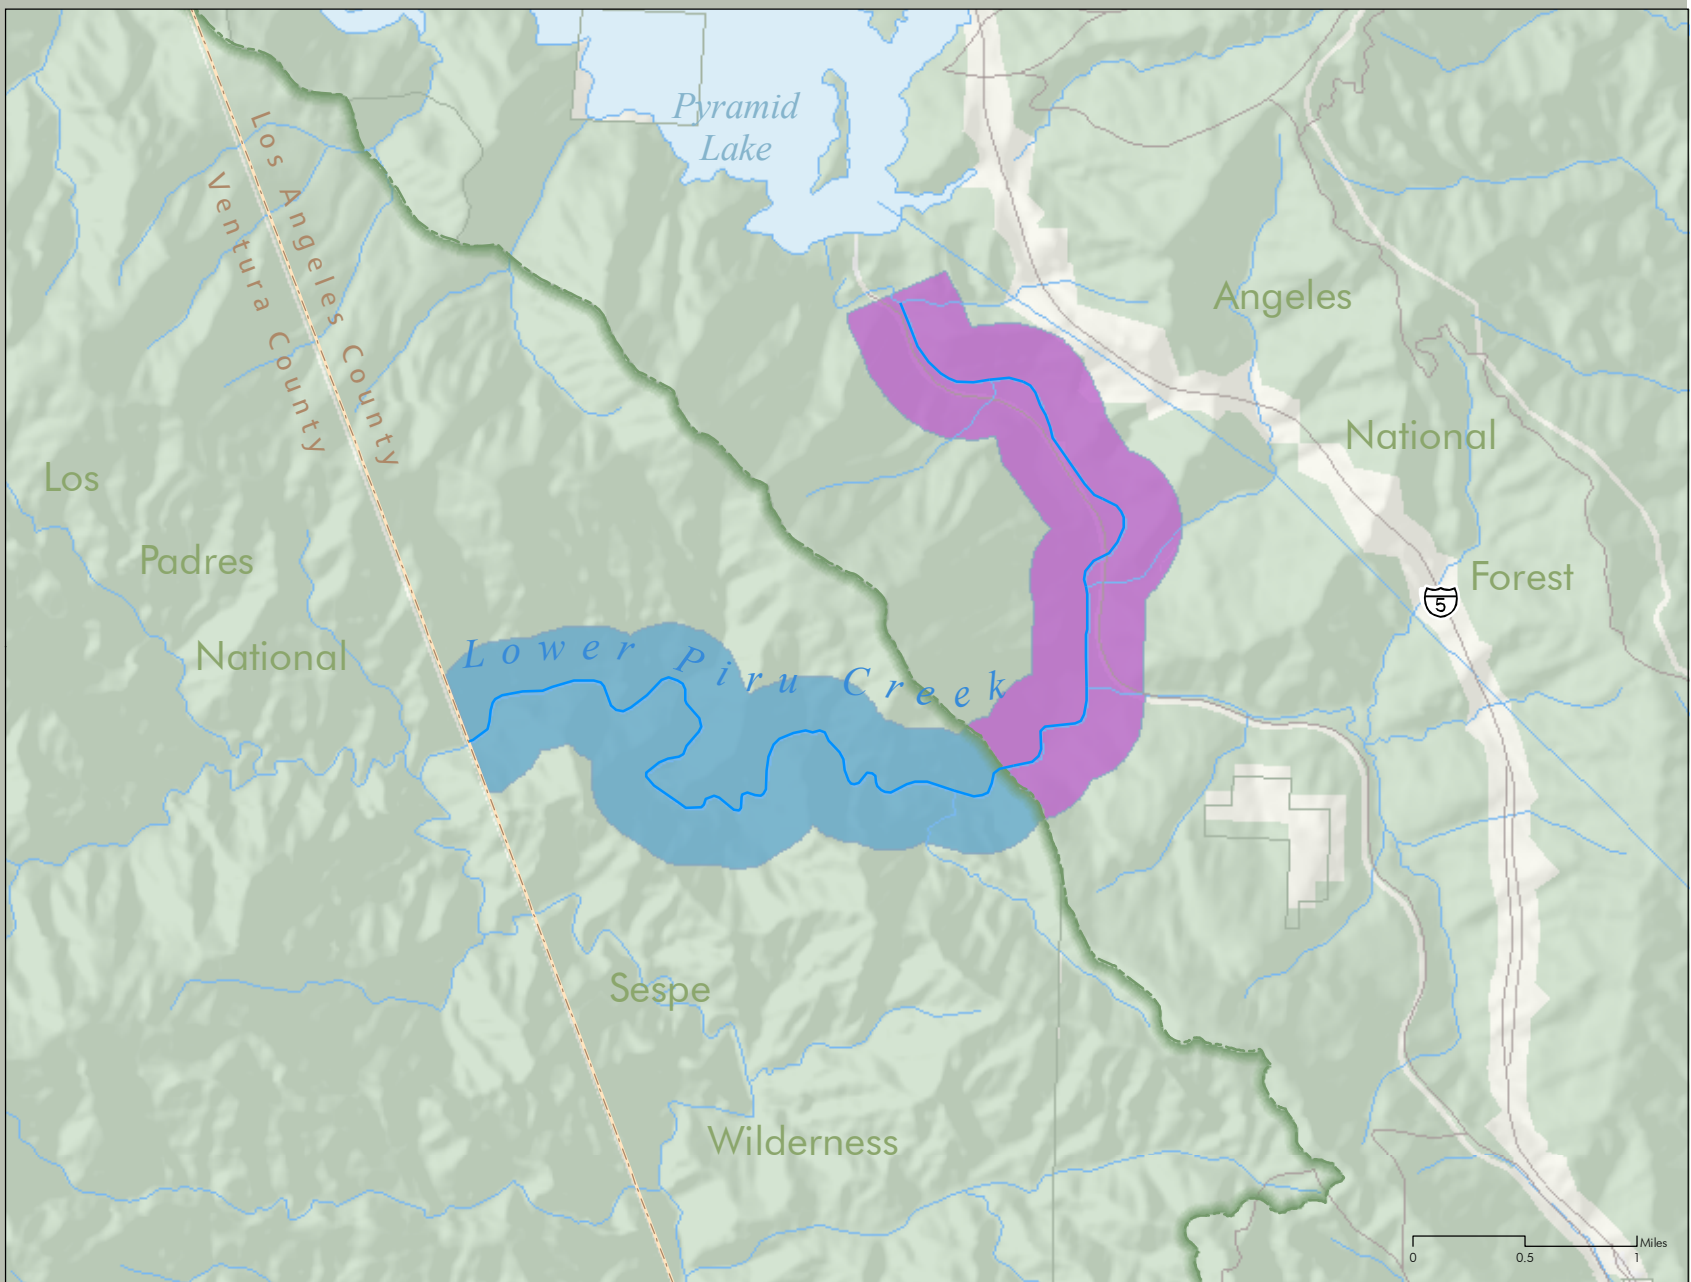 Pyramid
Lake
Los Angeles County
Ventura County
Angeles
National
Forest
Los
Padres
National
5
Lower Piru Creek
Sespe
Wilderness
Miles
0 0.5 1